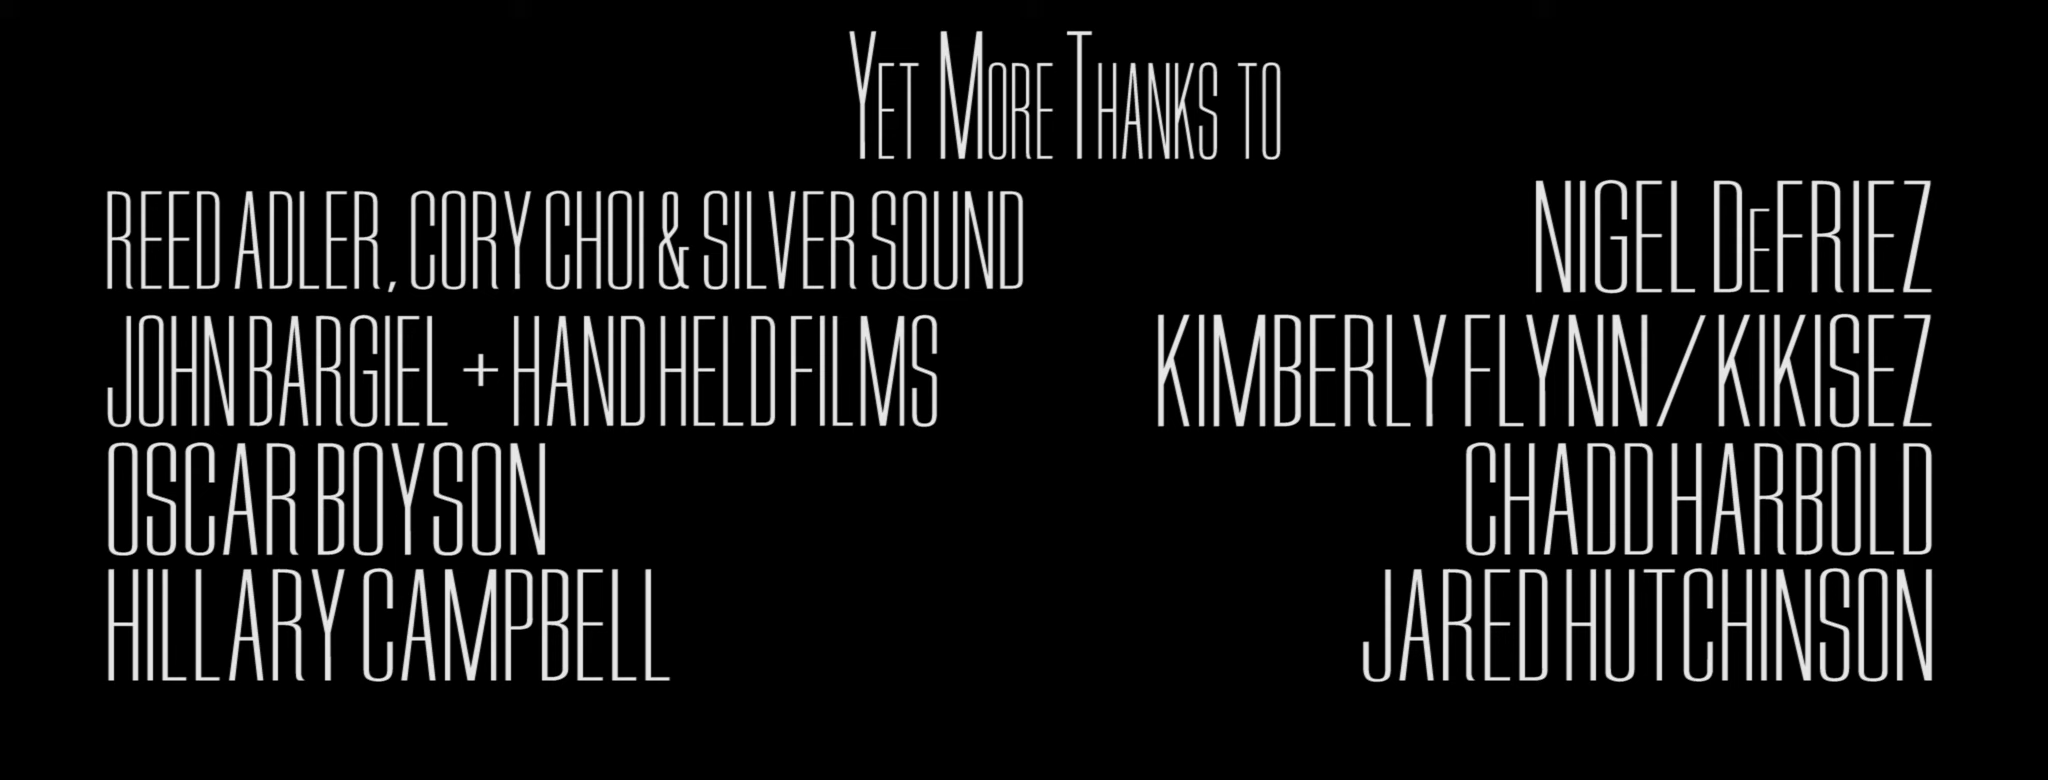 Yet More Thanks to
REED ADLER, CORY CHOI & SILVER SOUND
JOHN BARGIEL + HAND HELD FILMS
OSCAR BOYSON
HILLARY CAMPBELL
NIGEL DeFRIEZ
KIMBERLY FLYNN / KIKISEZ
CHADD HARBOLD
JARED HUTCHINSON